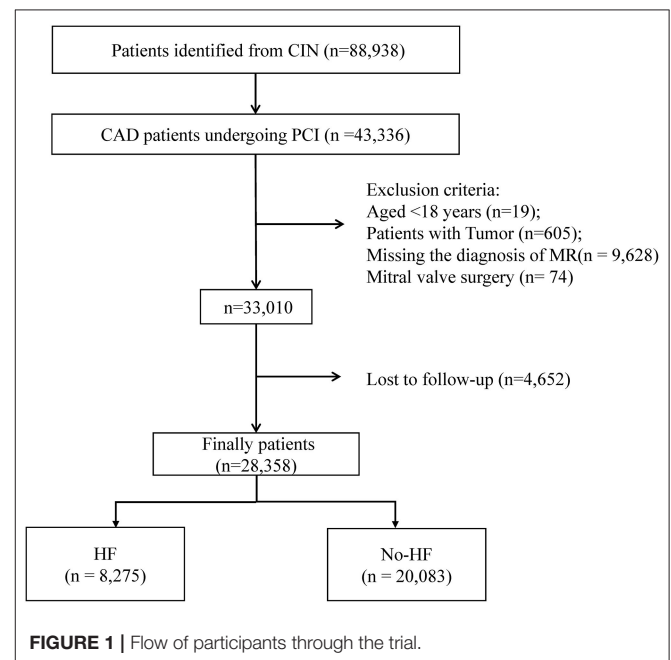 Patients identified from CIN (n=88,938)
CAD patients undergoing PCI (n =43,336)
Exclusion criteria:
Aged <18 years (n=19);
Patients with Tumor (n=605);
Missing the diagnosis of MR(n = 9,628)
Mitral valve surgery (n= 74)
n=33,010
Lost to follow-up (n=4,652)
Finally patients
(n=28,358)
HF
(n = 8,275)
No-HF
(n = 20,083)
FIGURE 1 | Flow of participants through the trial.